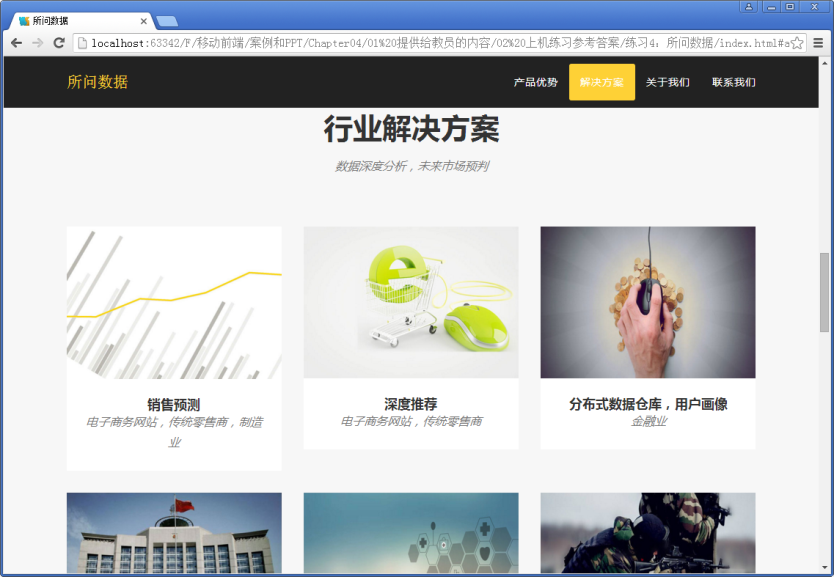 所问数据
localhost:63342/F/移动前端/案例和PPT/Chapter04/01%20提供给教员的内容/02%20上机练习参考答案/练习4：所问数据/index.html#a
所问数据
产品优势
解决方案
关于我们
联系我们
行业解决方案
数据深度分析，未来市场预判
销售预测
电子商务网站，传统零售商，制造
业
深度推荐
电子商务网站，传统零售商
分布式数据仓库，用户画像
金融业